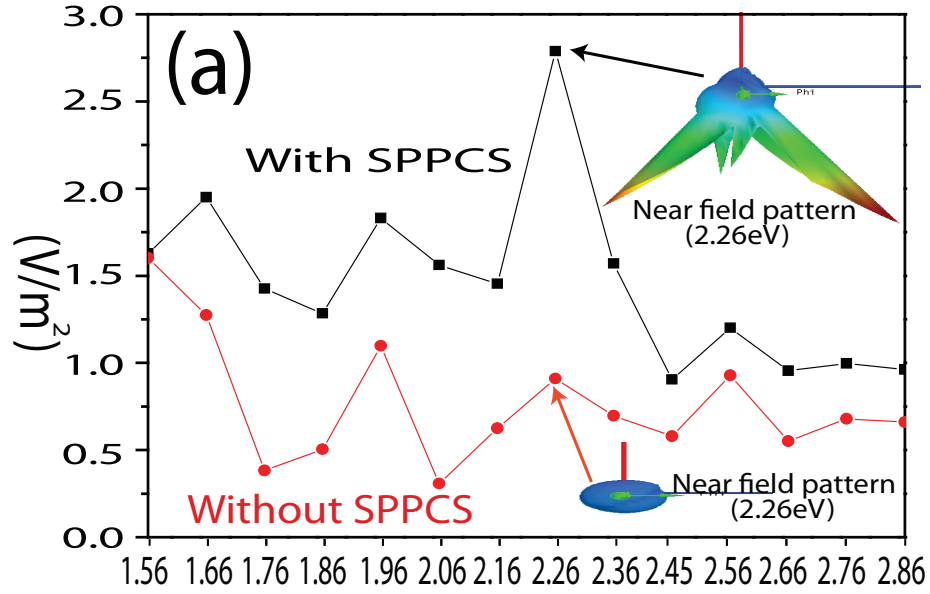 (a)
3.0
2.5
2.0
1.5
1.0
0.5
0.0
(V/m²)
With SPPCS
Phi
Near field pattern
(2.26eV)
Without SPPCS
Near field pattern
(2.26eV)
1.56 1.66 1.76 1.86 1.96 2.06 2.16 2.26 2.36 2.45 2.56 2.66 2.76 2.86